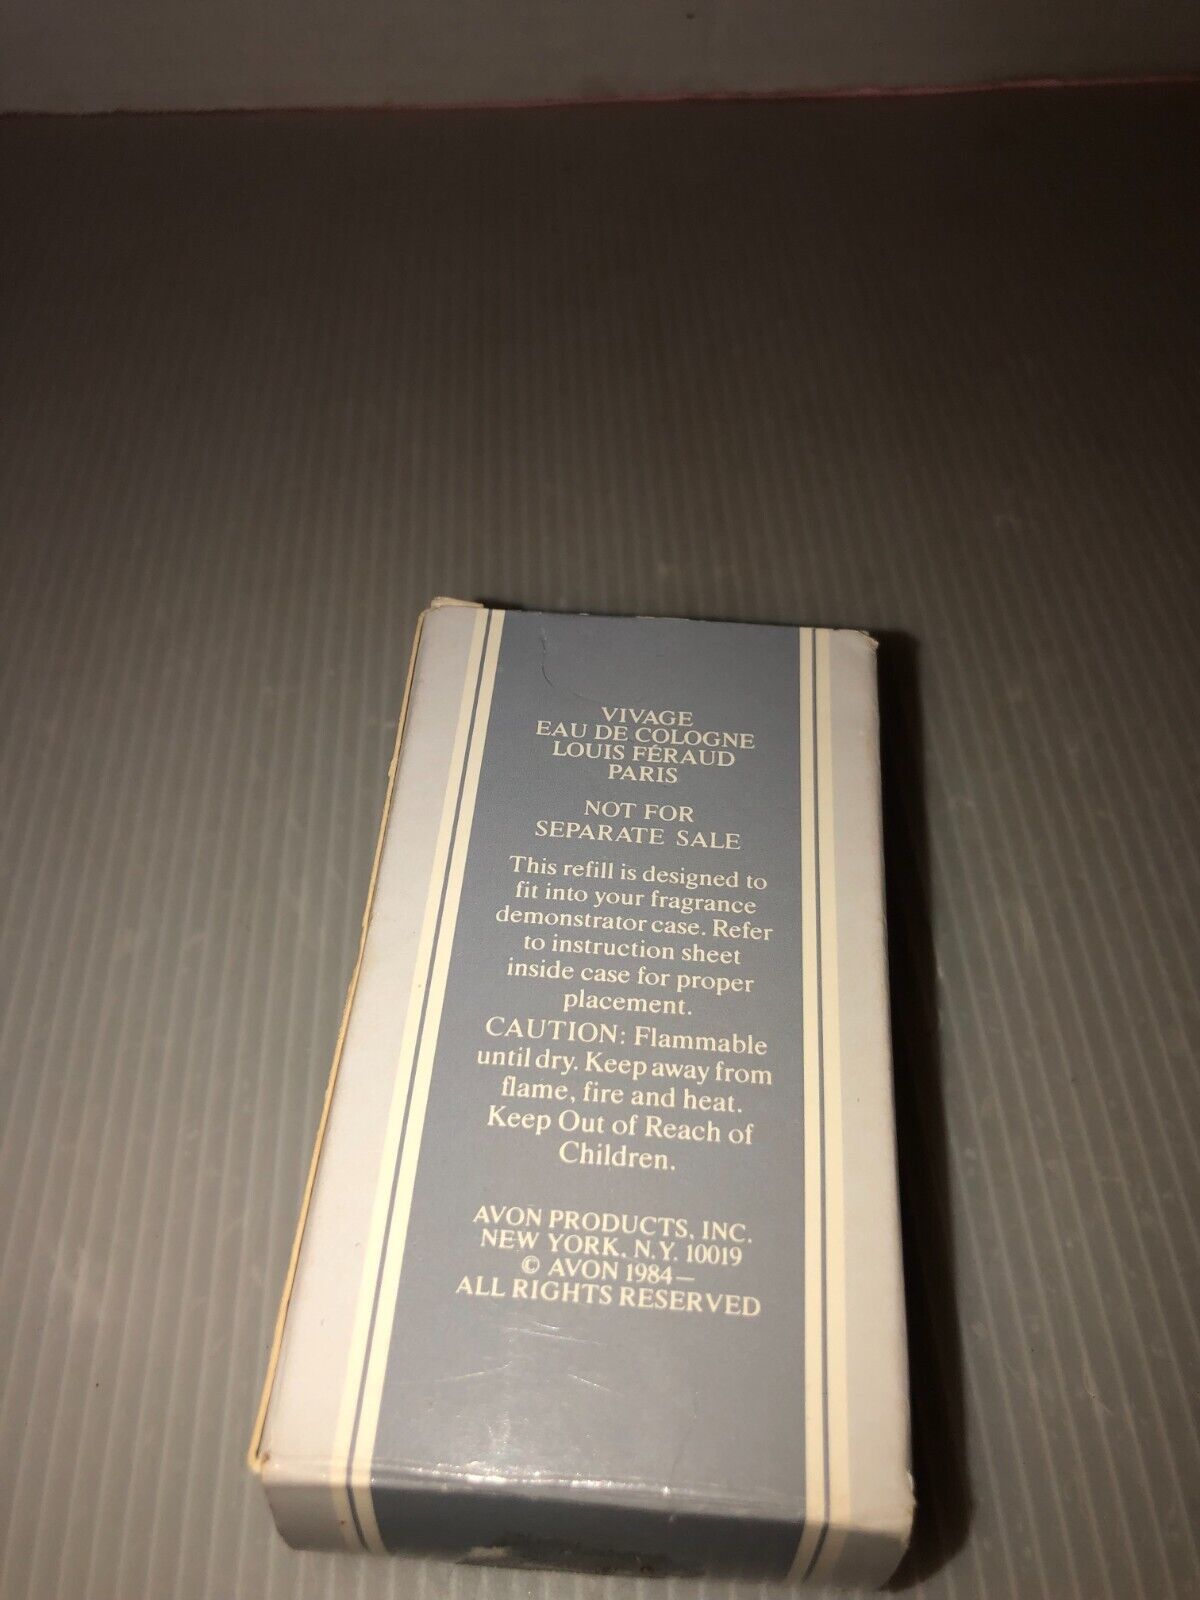 VIVAGE
EAU DE COLOGNE
LOUIS FÉRAUD
PARIS
NOT FOR
SEPARATE SALE
This refill is designed to
fit into your fragrance
demonstrator case. Refer
to instruction sheet
inside case for proper
placement.
CAUTION: Flammable
until dry. Keep away from
flame, fire and heat.
Keep Out of Reach of
Children.
AVON PRODUCTS, INC.
NEW YORK, N.Y. 10019
© AVON 1984—
ALL RIGHTS RESERVED